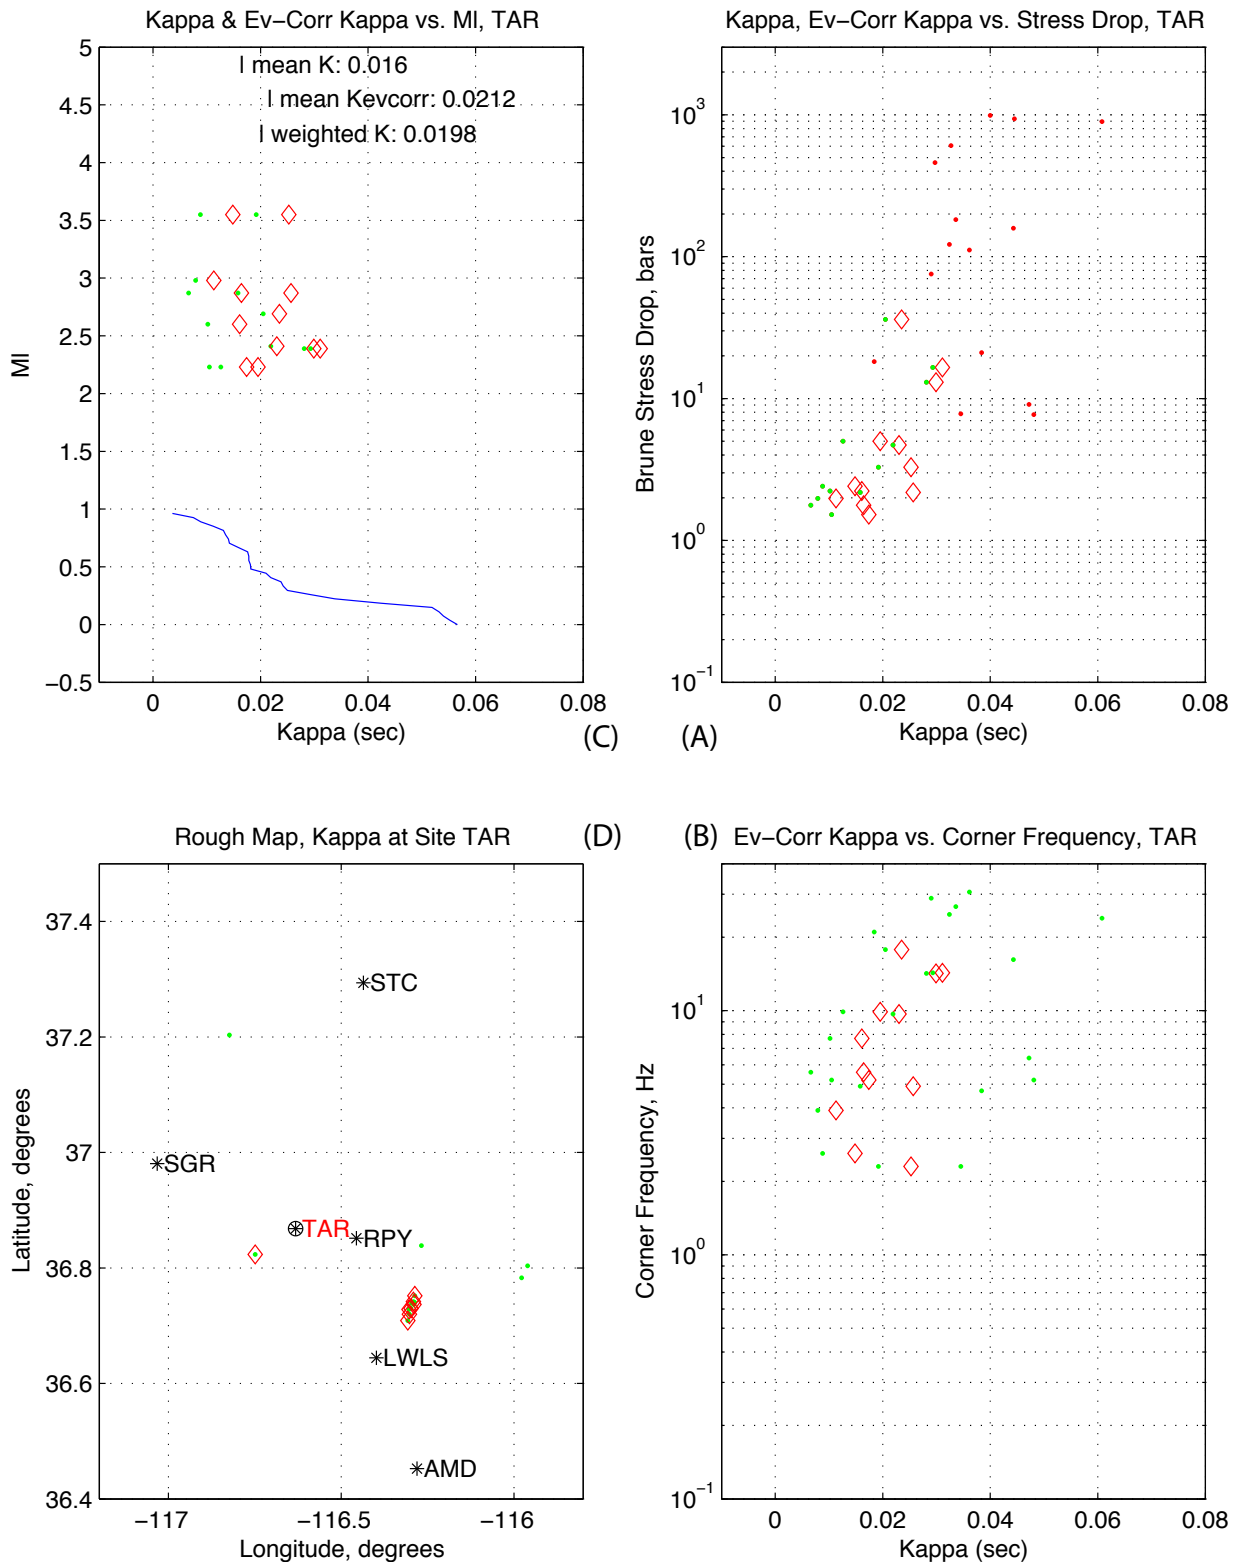 Kappa & Ev−Corr Kappa vs. Ml, TAR
5
4.5
4
3.5
3
2.5
2
1
0.5
0
−0.5
Ml
| mean K: 0.016
| mean Kevcorr: 0.0212
| weighted K: 0.0198
0 0.02 0.04 0.06 0.08
Kappa (sec)
(C)
Kappa, Ev−Corr Kappa vs. Stress Drop, TAR
10^3
10^2
10^1
10^0
10^−1
Brune Stress Drop, bars
0 0.02 0.04 0.06 0.08
Kappa (sec)
(A)
Rough Map, Kappa at Site TAR
(D)
37.4
37.2
37
36.8
36.6
36.4
Latitude, degrees
STC
SGR
TAR
RPY
LWLS
AMD
−117 −116.5 −116
Longitude, degrees
(B)
Ev−Corr Kappa vs. Corner Frequency, TAR
10^1
10^0
10^−1
Corner Frequency, Hz
0 0.02 0.04 0.06 0.08
Kappa (sec)